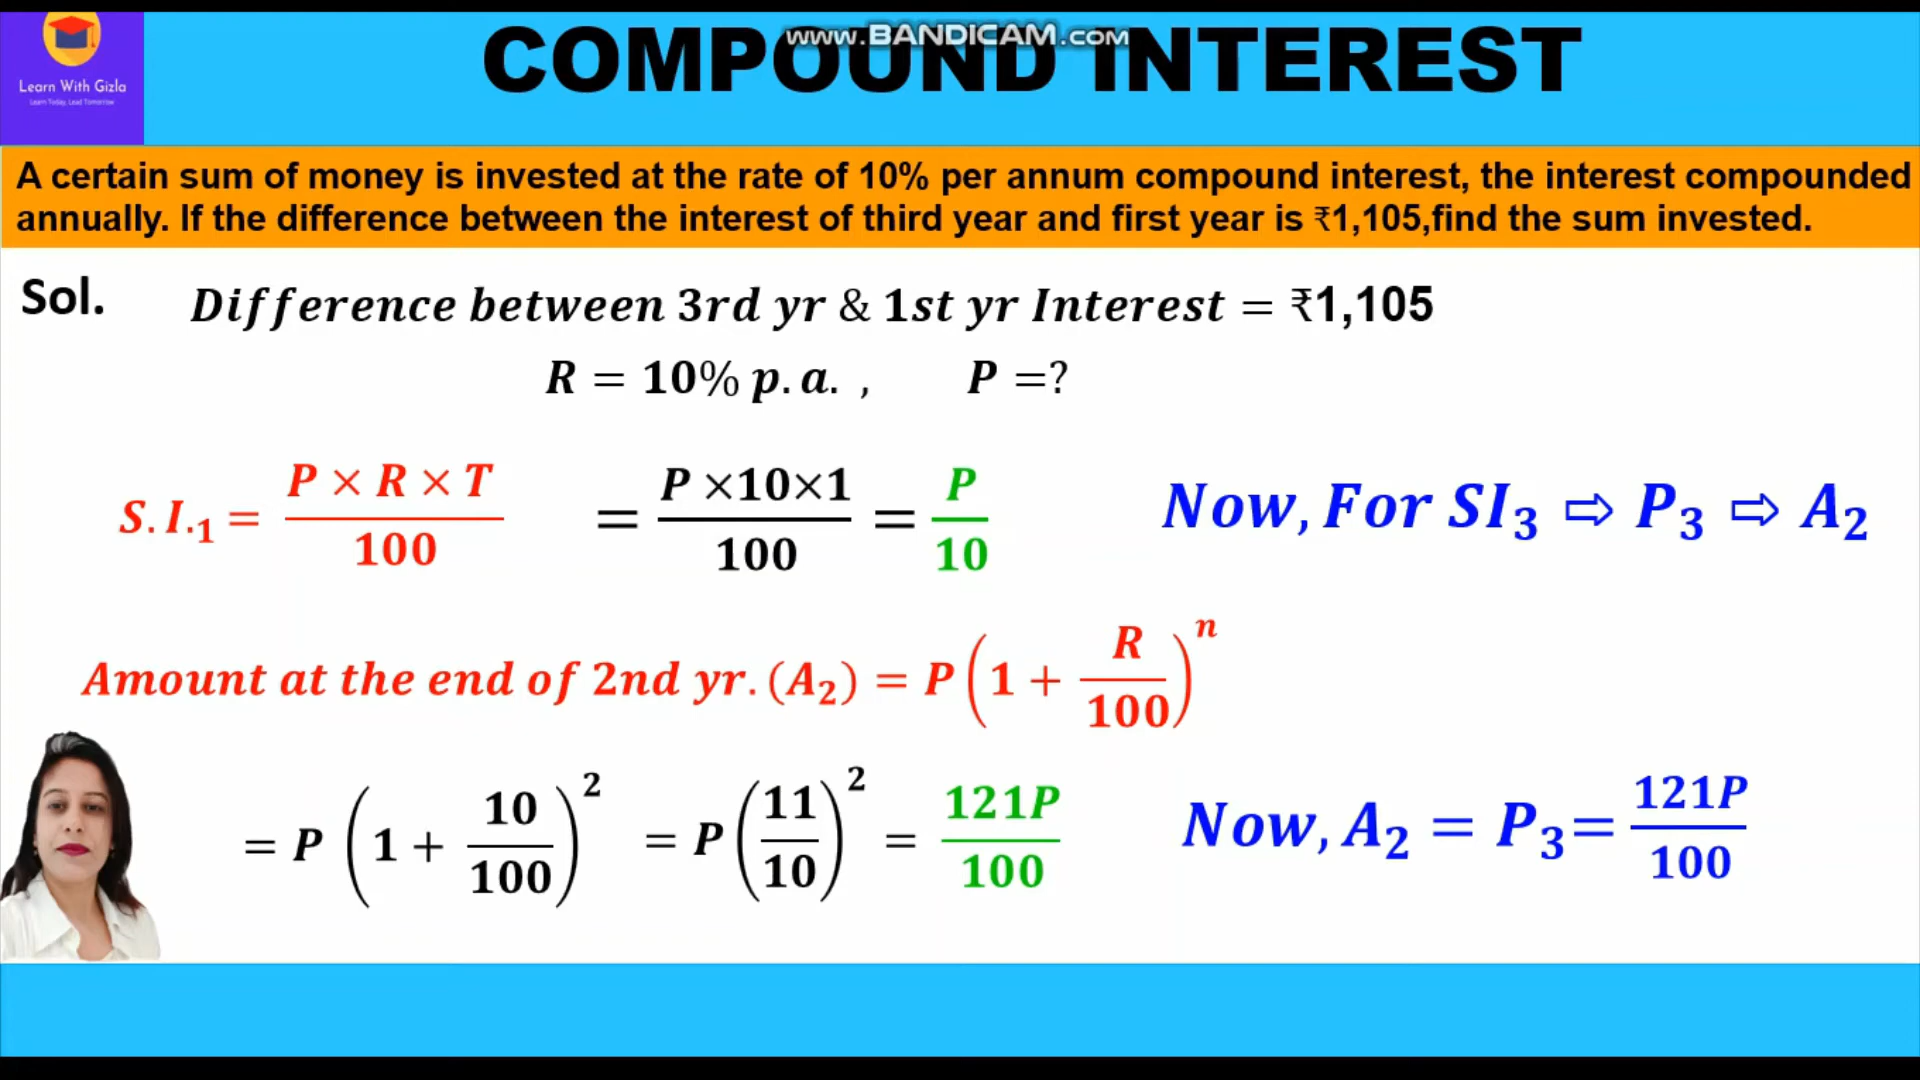 www.BANDICAM.com
COMPOUND INTEREST
Learn With Gizla
Learn Today, Lead Tomorrow
A certain sum of money is invested at the rate of 10% per annum compound interest, the interest compounded
annually. If the difference between the interest of third year and first year is ₹1,105,find the sum invested.
Sol. Difference between 3rd yr & 1st yr Interest = ₹1,105
R = 10% p.a. , P =?
S.I.₁ = (P × R × T)/100 = (P ×10×1)/100 = P/10 Now, For SI₃ ⇨ P₃ ⇨ A₂
Amount at the end of 2nd yr. (A₂) = P(1 + R/100)ⁿ
= P (1 + 10/100)² = P(11/10)² = 121P/100 Now, A₂ = P₃= 121P/100